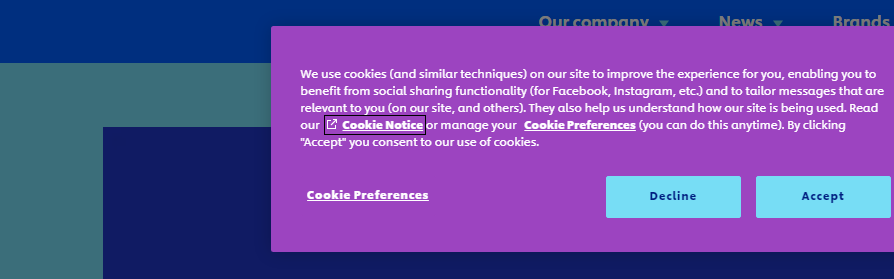 Our company News Brands
We use cookies (and similar techniques) on our site to improve the experience for you, enabling you to
benefit from social sharing functionality (for Facebook, Instagram, etc.) and to tailor messages that are
relevant to you (on our site, and others). They also help us understand how our site is being used. Read
our Cookie Notice or manage your Cookie Preferences (you can do this anytime). By clicking
"Accept" you consent to our use of cookies.
Cookie Preferences Decline Accept